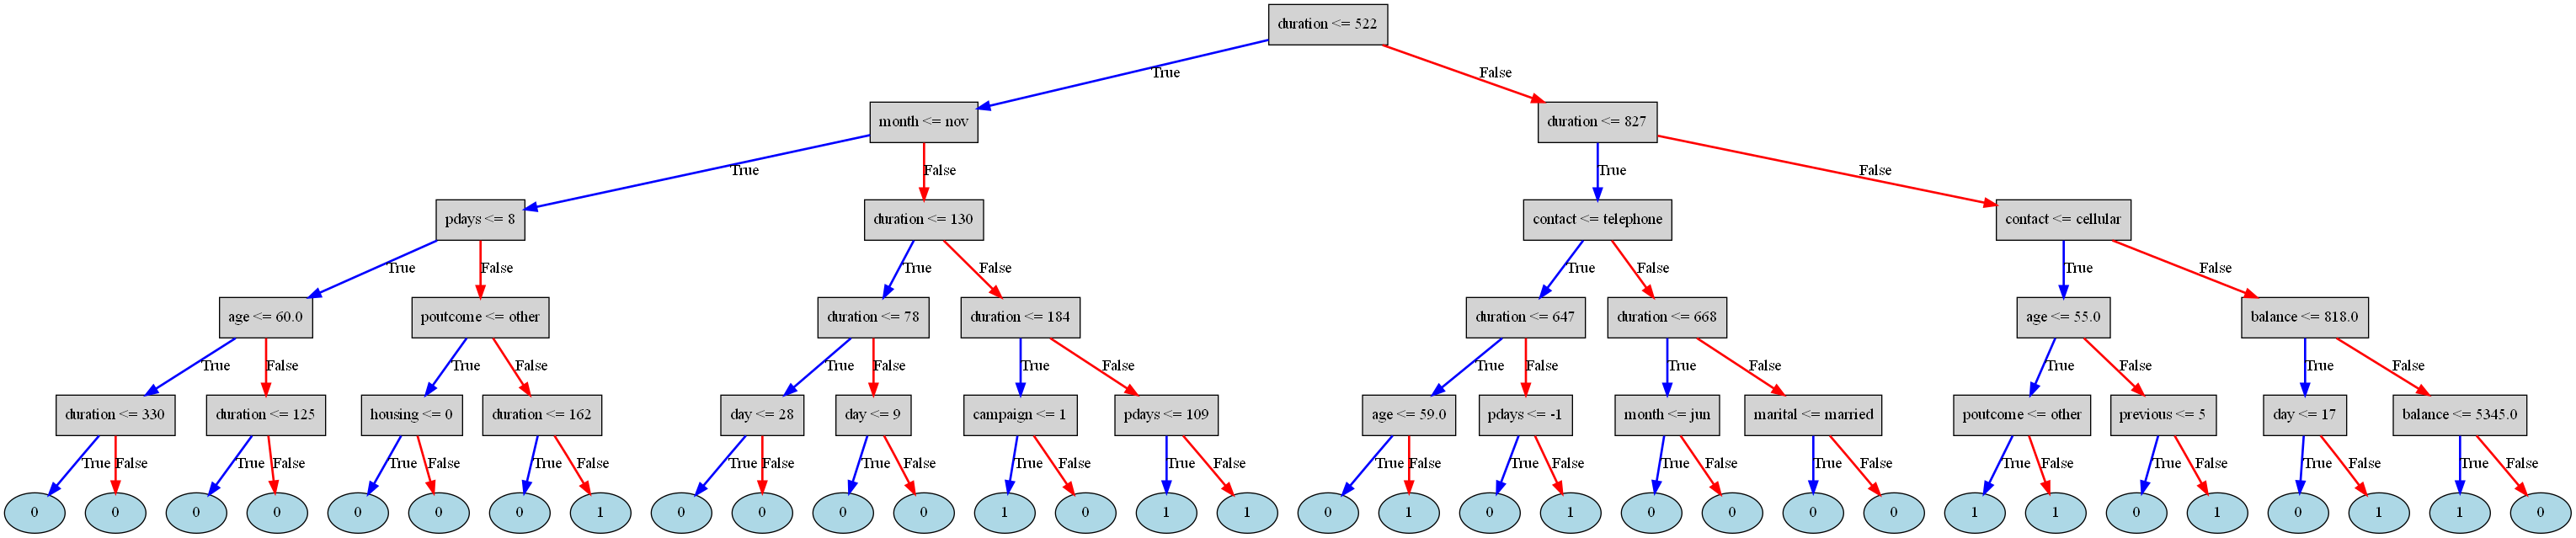 duration <= 522
True
False
month <= nov
duration <= 827
True
False
True
False
pdays <= 8
duration <= 130
contact <= telephone
contact <= cellular
True
False
True
False
True
False
True
False
age <= 60.0
poutcome <= other
duration <= 78
duration <= 184
duration <= 647
duration <= 668
age <= 55.0
balance <= 818.0
True
False
True
False
True
False
True
False
True
False
True
False
True
False
True
False
duration <= 330
duration <= 125
housing <= 0
duration <= 162
day <= 28
day <= 9
campaign <= 1
pdays <= 109
age <= 59.0
pdays <= -1
month <= jun
marital <= married
poutcome <= other
previous <= 5
day <= 17
balance <= 5345.0
True
False
True
False
True
False
True
False
True
False
True
False
True
False
True
False
True
False
True
False
True
False
True
False
True
False
True
False
True
False
True
False
0
0
0
0
0
0
0
1
0
0
0
0
1
0
1
1
0
1
0
1
0
0
0
0
1
1
0
1
0
1
1
0